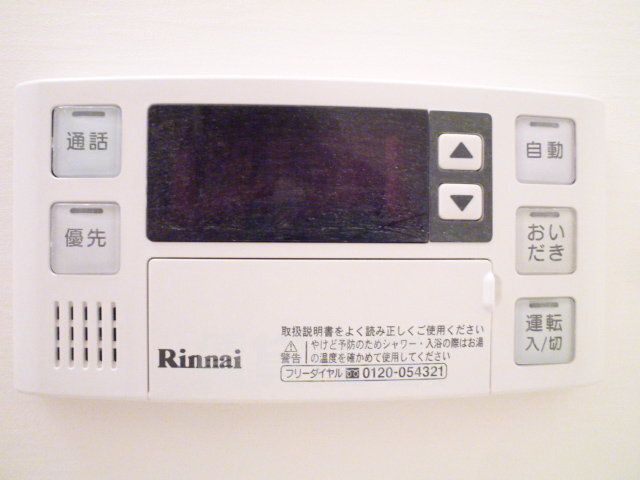 通話
優先
▲
▼
自動
おい
だき
運転
入/切
Rinnai
取扱説明書をよく読み正しくご使用ください
⚠警告 やけど予防のためシャワー・入浴の際はお湯
の温度を確かめて使用してください
フリーダイヤル 0120-054321